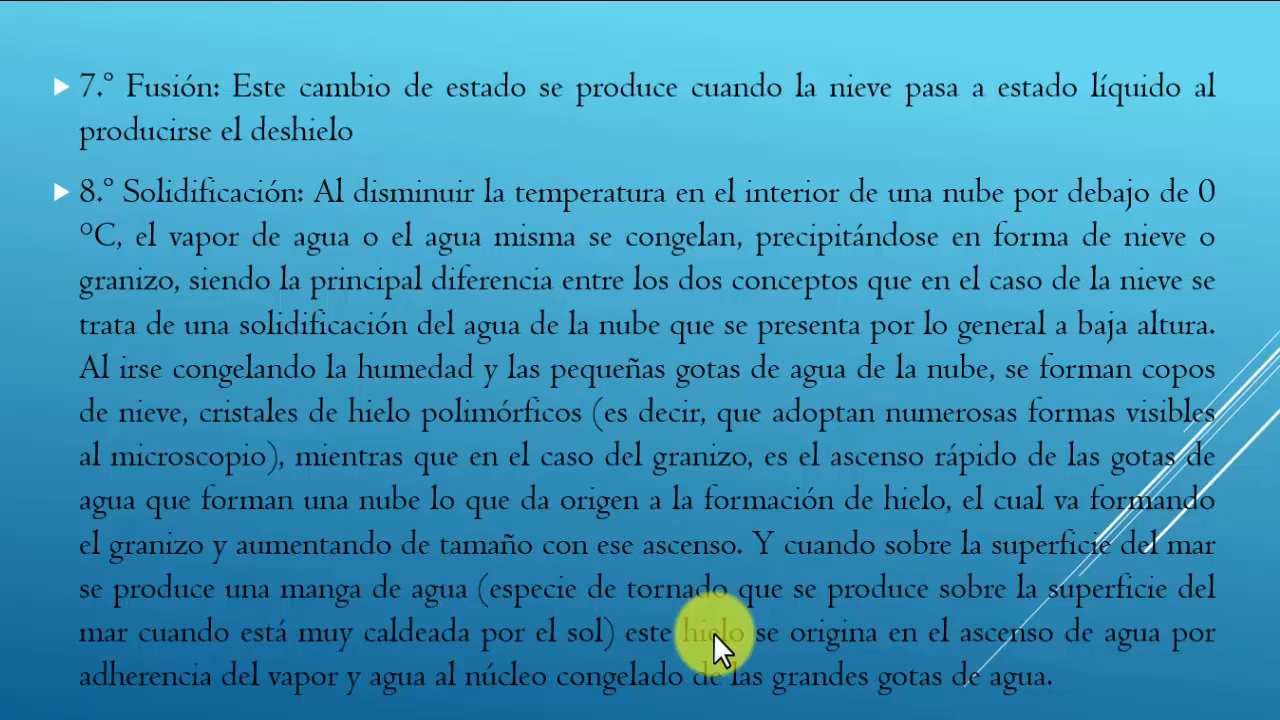 7.° Fusión: Este cambio de estado se produce cuando la nieve pasa a estado líquido al
producirse el deshielo
8.° Solidificación: Al disminuir la temperatura en el interior de una nube por debajo de 0
°C, el vapor de agua o el agua misma se congelan, precipitándose en forma de nieve o
granizo, siendo la principal diferencia entre los dos conceptos que en el caso de la nieve se
trata de una solidificación del agua de la nube que se presenta por lo general a baja altura.
Al irse congelando la humedad y las pequeñas gotas de agua de la nube, se forman copos
de nieve, cristales de hielo polimórficos (es decir, que adoptan numerosas formas visibles
al microscopio), mientras que en el caso del granizo, es el ascenso rápido de las gotas de
agua que forman una nube lo que da origen a la formación de hielo, el cual va formando
el granizo y aumentando de tamaño con ese ascenso. Y cuando sobre la superficie del mar
se produce una manga de agua (especie de tornado que se produce sobre la superficie del
mar cuando está muy caldeada por el sol) este hielo se origina en el ascenso de agua por
adherencia del vapor y agua al núcleo congelado de las grandes gotas de agua.